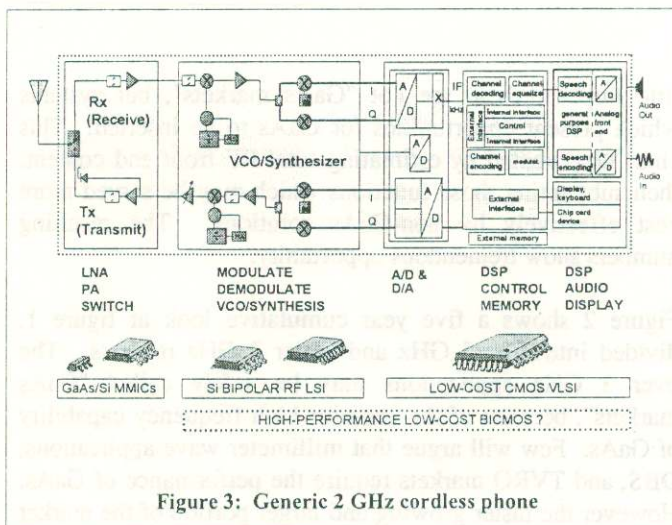 Rx
(Receive)
VCO/Synthesizer
Tx
(Transmit)
I
Q
Q
A
D
A
D
A
D
IF
kHz
Channel decoding
Channel equalizer
Internal Interface
Control
Internal Interface
External Interface
Channel encoding
External Interfaces
External memory
Speech decoding
general purpose DSP
Analog front end
Speech encoding
A
D
A
D
Display, keyboard
Chip card device
Audio Out
Audio In
LNA
PA
SWITCH
MODULATE
DEMODULATE
VCO/SYNTHESIS
A/D &
D/A
DSP
CONTROL
MEMORY
DSP
AUDIO
DISPLAY
GaAs/Si MMICs
Si BIPOLAR RF LSI
LOW-COST CMOS VLSI
HIGH-PERFORMANCE LOW-COST BICMOS ?
Figure 3: Generic 2 GHz cordless phone